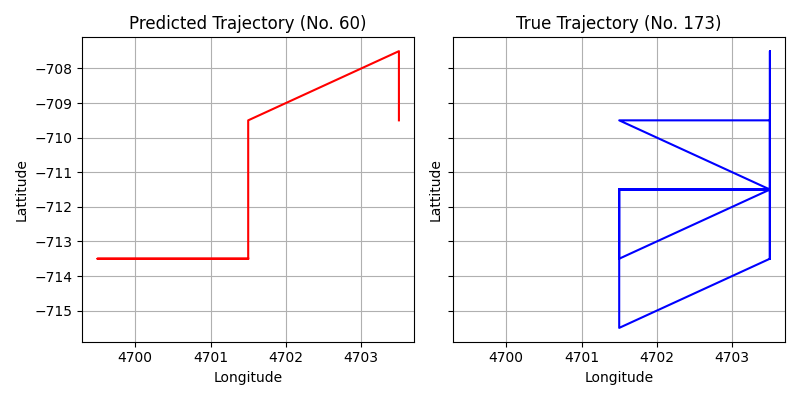 Predicted Trajectory (No. 60)
True Trajectory (No. 173)
Lattitude
−708
−709
−710
−711
−712
−713
−714
−715
4700 4701 4702 4703
Longitude
Lattitude
4700 4701 4702 4703
Longitude